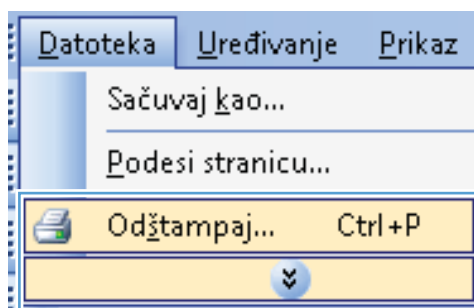 Datoteka Uređivanje Prikaz
Sačuvaj kao...
Podesi stranicu...
Odštampaj... Ctrl+P